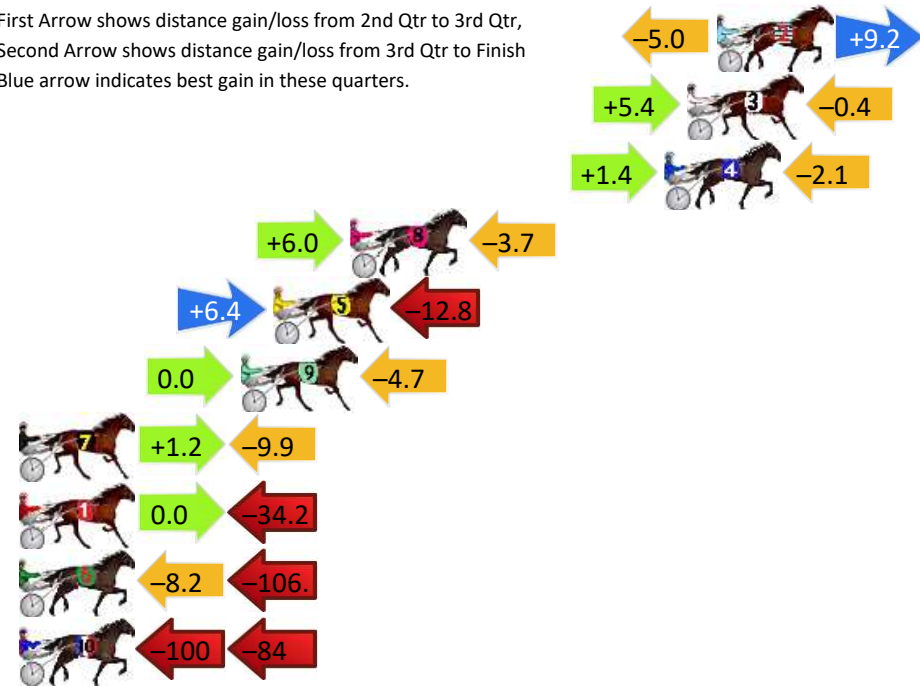 First Arrow shows distance gain/loss from 2nd Qtr to 3rd Qtr,
Second Arrow shows distance gain/loss from 3rd Qtr to Finish
Blue arrow indicates best gain in these quarters.
–5.0 2 +9.2
+5.4 3 –0.4
+1.4 4 –2.1
+6.0 8 –3.7
+6.4 5 –12.8
0.0 9 –4.7
7 +1.2 –9.9
1 0.0 –34.2
6 –8.2 –106.
10 –100 –84